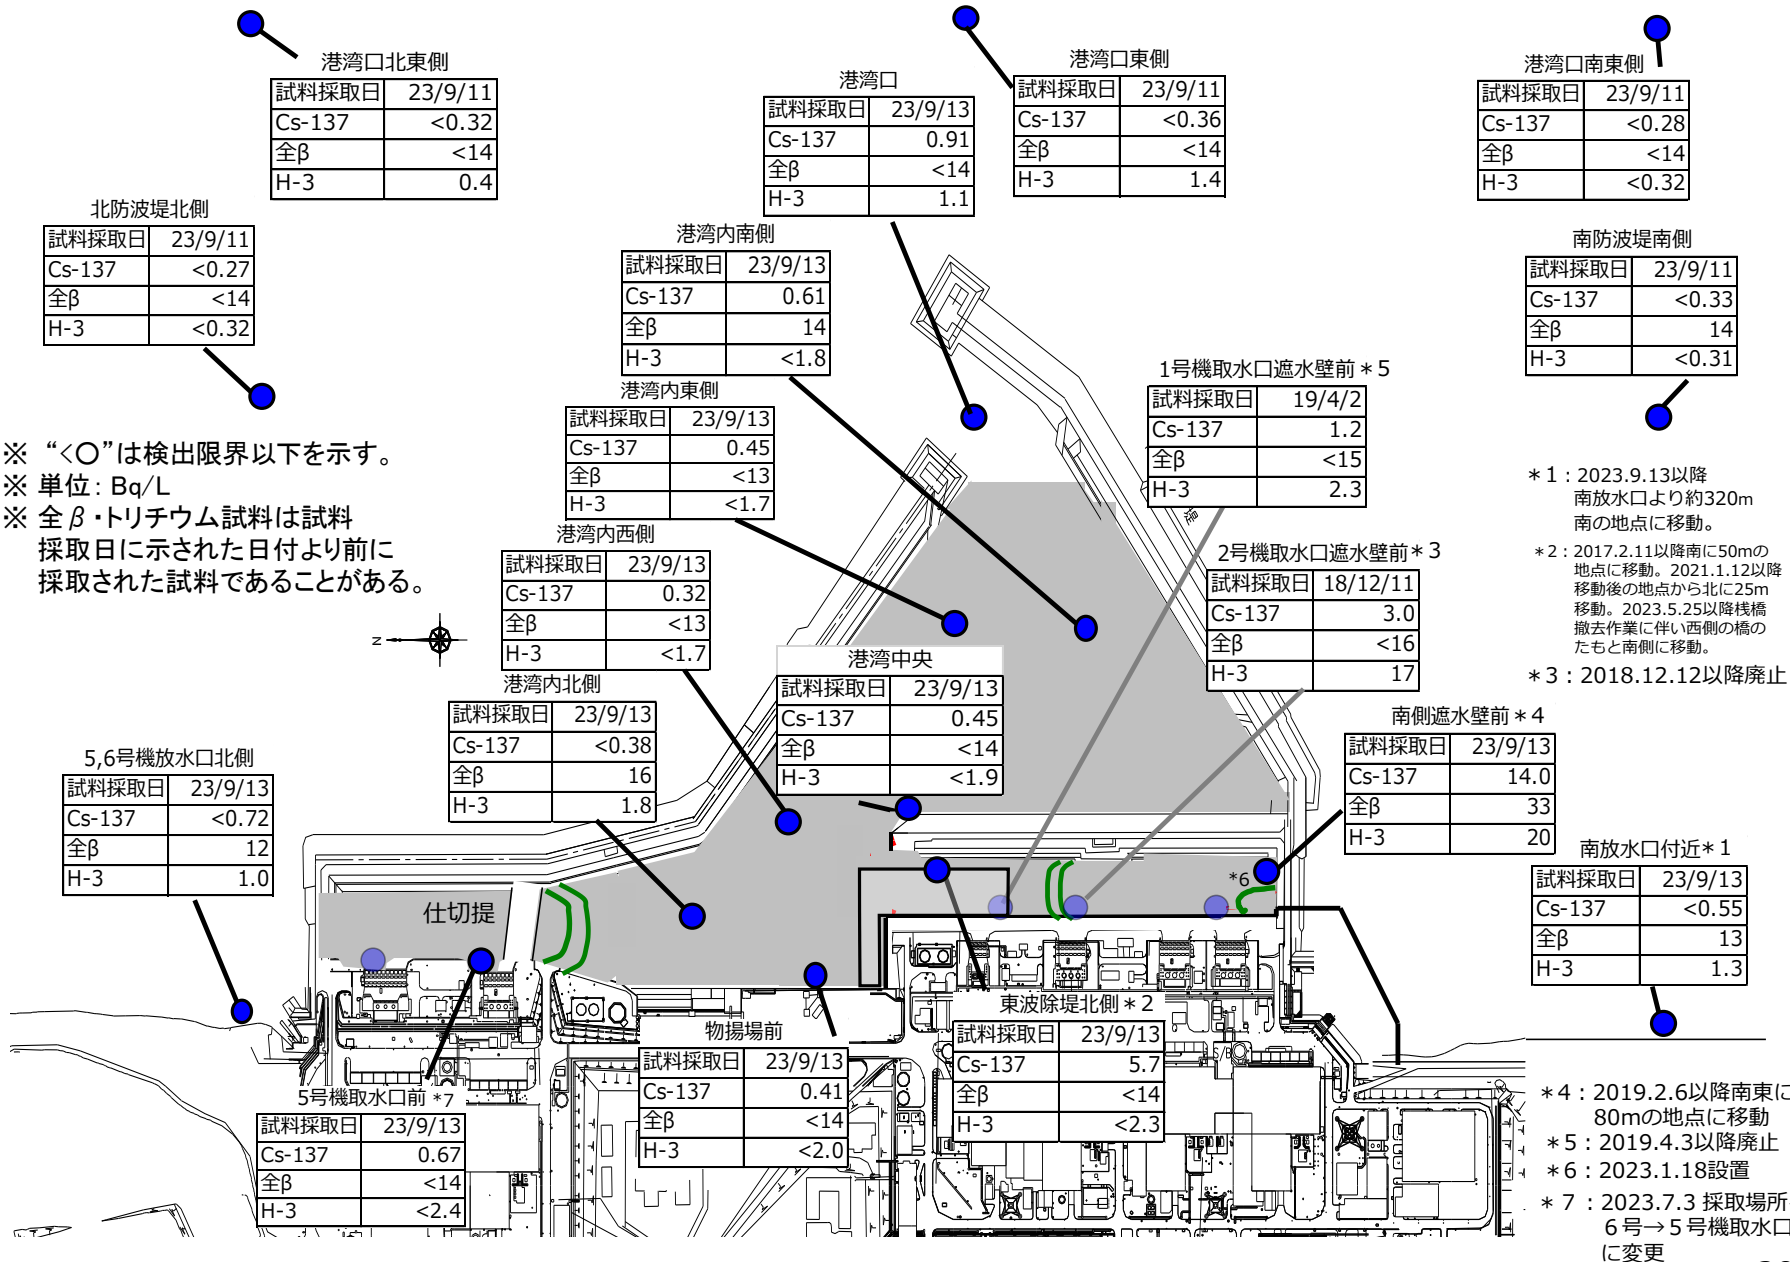 港湾口北東側
試料採取日 23/9/11
Cs-137 <0.32
全β <14
H-3 0.4
港湾口
試料採取日 23/9/13
Cs-137 0.91
全β <14
H-3 1.1
港湾口東側
試料採取日 23/9/11
Cs-137 <0.36
全β <14
H-3 1.4
港湾口南東側
試料採取日 23/9/11
Cs-137 <0.28
全β <14
H-3 <0.32
北防波堤北側
試料採取日 23/9/11
Cs-137 <0.27
全β <14
H-3 <0.32
港湾内南側
試料採取日 23/9/13
Cs-137 0.61
全β 14
H-3 <1.8
南防波堤南側
試料採取日 23/9/11
Cs-137 <0.33
全β 14
H-3 <0.31
港湾内東側
試料採取日 23/9/13
Cs-137 0.45
全β <13
H-3 <1.7
1号機取水口遮水壁前＊5
試料採取日 19/4/2
Cs-137 1.2
全β <15
H-3 2.3
堤
※ “<○”は検出限界以下を示す。
※ 単位：Bq/L
※ 全β・トリチウム試料は試料
採取日に示された日付より前に
採取された試料であることがある。
N
港湾内西側
試料採取日 23/9/13
Cs-137 0.32
全β <13
H-3 <1.7
2号機取水口遮水壁前＊3
試料採取日 18/12/11
Cs-137 3.0
全β <16
H-3 17
＊1：2023.9.13以降
南放水口より約320m
南の地点に移動。
＊2：2017.2.11以降南に50mの
地点に移動。2021.1.12以降
移動後の地点から北に25m
移動。2023.5.25以降桟橋
撤去作業に伴い西側の橋の
たもと南側に移動。
＊3：2018.12.12以降廃止
港湾中央
試料採取日 23/9/13
Cs-137 0.45
全β <14
H-3 <1.9
港湾内北側
試料採取日 23/9/13
Cs-137 <0.38
全β 16
H-3 1.8
南側遮水壁前＊4
試料採取日 23/9/13
Cs-137 14.0
全β 33
H-3 20
5,6号機放水口北側
試料採取日 23/9/13
Cs-137 <0.72
全β 12
H-3 1.0
仕切堤
*6
南放水口付近＊1
試料採取日 23/9/13
Cs-137 <0.55
全β 13
H-3 1.3
東波除堤北側＊2
試料採取日 23/9/13
Cs-137 5.7
全β <14
H-3 <2.3
S/B
物揚場前
試料採取日 23/9/13
Cs-137 0.41
全β <14
H-3 <2.0
5号機取水口前 *7
試料採取日 23/9/13
Cs-137 0.67
全β <14
H-3 <2.4
＊4：2019.2.6以降南東に
80mの地点に移動
＊5：2019.4.3以降廃止
＊6：2023.1.18設置
＊7：2023.7.3 採取場所
6号→5号機取水口
に変更